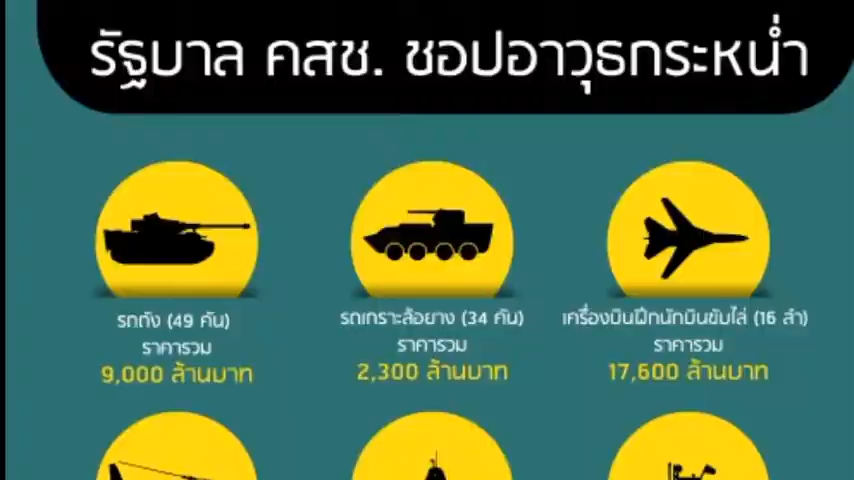 รัฐบาล คสช. ชอปอาวุธกระหน่ำ
รถถัง (49 คัน)
ราคารวม
9,000 ล้านบาท
รถเกราะล้อยาง (34 คัน)
ราคารวม
2,300 ล้านบาท
เครื่องบินฝึกนักบินขับไล่ (16 ลำ)
ราคารวม
17,600 ล้านบาท